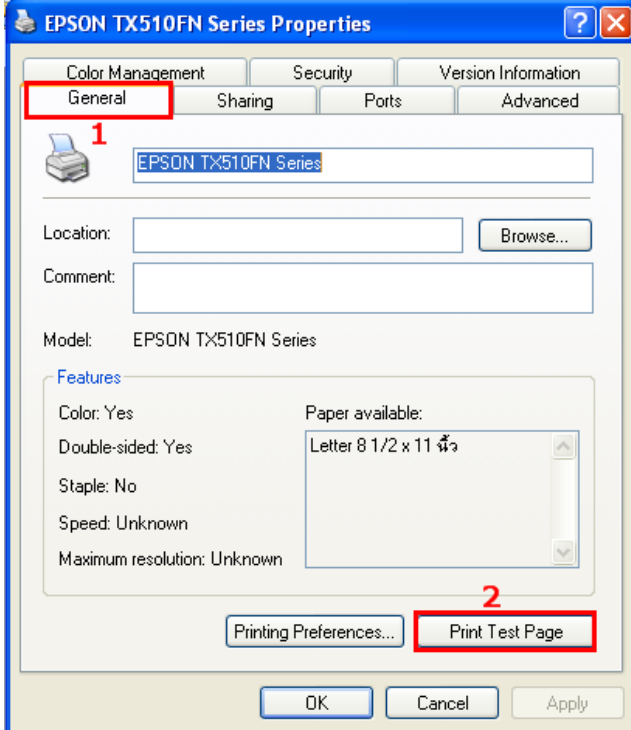 EPSON TX510FN Series Properties
Color Management Security Version Information
General Sharing Ports Advanced
1
EPSON TX510FN Series
Location:
Browse...
Comment:
Model: EPSON TX510FN Series
Features
Color: Yes Paper available:
Double-sided: Yes Letter 8 1/2 x 11 นิ้ว
Staple: No
Speed: Unknown
Maximum resolution: Unknown
2
Printing Preferences... Print Test Page
OK Cancel Apply